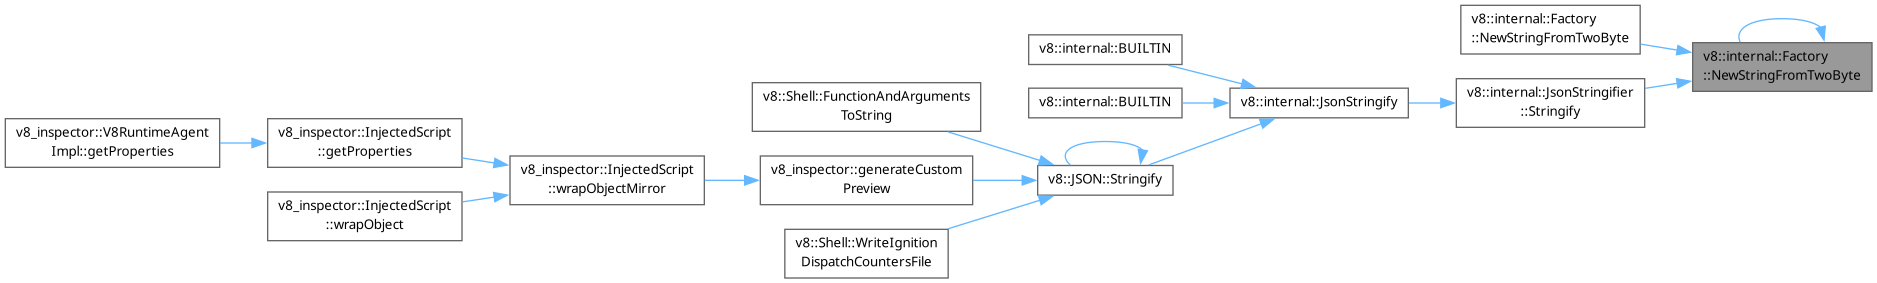 v8_inspector::V8RuntimeAgent
Impl::getProperties
v8_inspector::InjectedScript
::getProperties
v8_inspector::InjectedScript
::wrapObject
v8_inspector::InjectedScript
::wrapObjectMirror
v8::Shell::FunctionAndArguments
ToString
v8_inspector::generateCustom
Preview
v8::Shell::WriteIgnition
DispatchCountersFile
v8::internal::BUILTIN
v8::internal::BUILTIN
v8::JSON::Stringify
v8::internal::JsonStringify
v8::internal::Factory
::NewStringFromTwoByte
v8::internal::JsonStringifier
::Stringify
v8::internal::Factory
::NewStringFromTwoByte